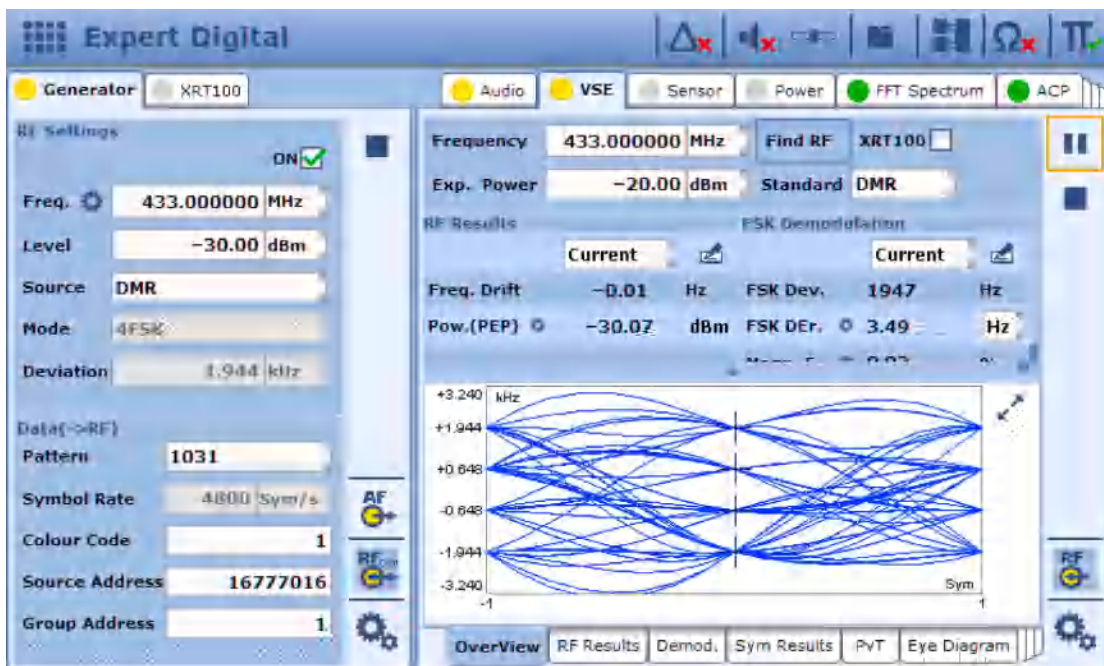 Expert Digital
Generator XRT100
Audio VSE Sensor Power FFT Spectrum ACP
RF Settings
ON
Freq. 433.000000 MHz
Level -30.00 dBm
Source DMR
Mode 4FSK
Deviation 1.944 kHz
Data(->RF)
Pattern 1031
Symbol Rate 4800 Sym/s
Colour Code 1
Source Address 16777016
Group Address 1
AF
RF
Frequency 433.000000 MHz Find RF XRT100
Exp. Power -20.00 dBm Standard DMR
RF Results FSK Demodulation
Current Current
Freq. Drift -0.01 Hz FSK Dev. 1947 Hz
Pow.(PEP) -30.07 dBm FSK DEr. 3.49 Hz
+3.240 kHz
+1.944
+0.648
-0.648
-1.944
-3.240 Sym
-1 1
RF
OverView RF Results Demod. Sym Results PvT Eye Diagram